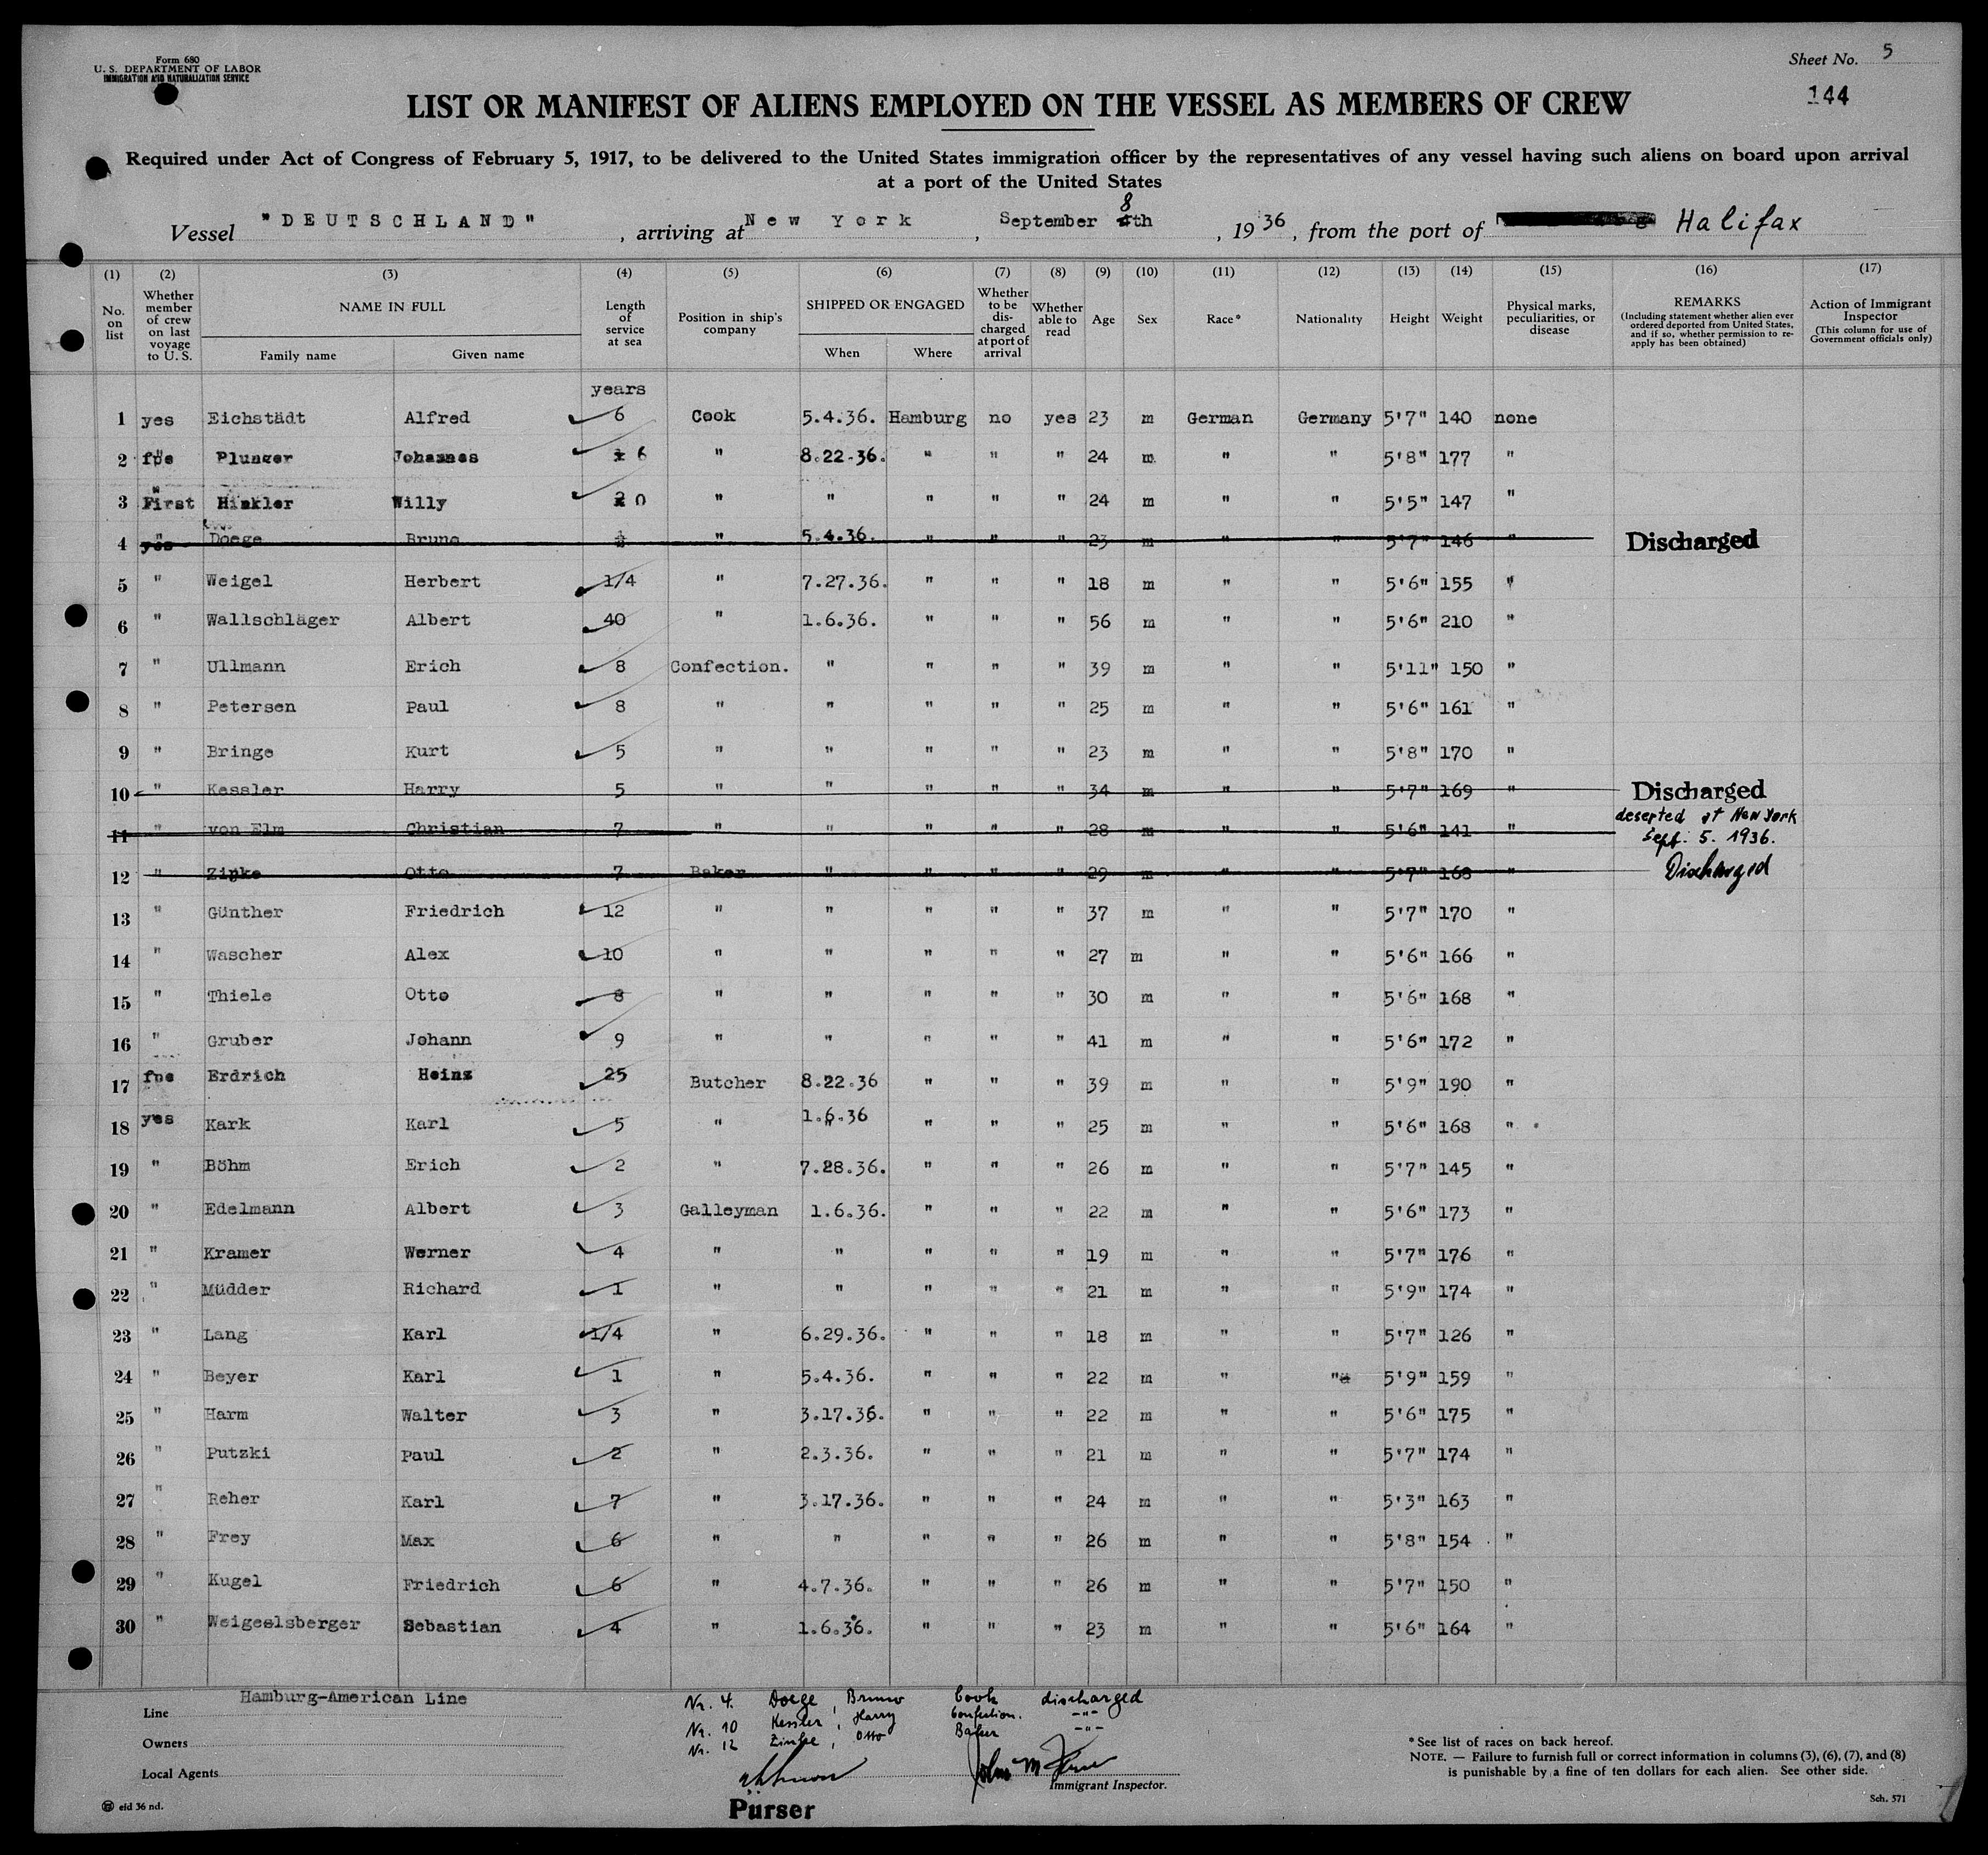 Form 680
U. S. DEPARTMENT OF LABOR
IMMIGRATION AND NATURALIZATION SERVICE
Sheet No. 5
144
LIST OR MANIFEST OF ALIENS EMPLOYED ON THE VESSEL AS MEMBERS OF CREW
Required under Act of Congress of February 5, 1917, to be delivered to the United States immigration officer by the representatives of any vessel having such aliens on board upon arrival
at a port of the United States
Vessel "DEUTSCHLAND", arriving at New York, September 8th, 1936, from the port of Halifax
(1) (2) (3) (4) (5) (6) (7) (8) (9) (10) (11) (12) (13) (14) (15) (16) (17)
No. on list
Whether member of crew on last voyage to U. S.
NAME IN FULL
Family name
Given name
Length of service at sea
Position in ship's company
SHIPPED OR ENGAGED
When
Where
Whether to be dis-charged at port of arrival
Whether able to read
Age
Sex
Race*
Nationality
Height
Weight
Physical marks, peculiarities, or disease
REMARKS
(Including statement whether alien ever ordered deported from United States, and if so, whether permission to re-apply has been obtained)
Action of Immigrant Inspector
(This column for use of Government officials only)
years
1 yes Eichstädt Alfred 6 Cook 5.4.36. Hamburg no yes 23 m German Germany 5'7" 140 none
2 fpe Plunger Johannes 6 " 8.22.36. " " " 24 m " " 5'8" 177 "
3 First Hinkler Willy 0 " " " " " 24 m " " 5'5" 147 "
4 yes Doege Bruno " 5.4.36. " " " 23 m " " 5'7" 146 " Discharged
5 " Weigel Herbert 1/4 " 7.27.36. " " " 18 m " " 5'6" 155 "
6 " Wallschläger Albert 40 " 1.6.36. " " " 56 m " " 5'6" 210 "
7 " Ullmann Erich 8 Confection. " " " " 39 m " " 5'11" 150 "
8 " Petersen Paul 8 " " " " " 25 m " " 5'6" 161 "
9 " Bringe Kurt 5 " " " " " 23 m " " 5'8" 170 "
10 " Kessler Harry 5 " " " " " 34 m " " 5'7" 169 " Discharged
11 " von Elm Christian 7 " " " " " 28 m " " 5'6" 141 " deserted at New York Sept. 5. 1936.
12 " Zipke Otto 7 Baker " " " " 29 m " " 5'7" 168 " Discharged
13 " Günther Friedrich 12 " " " " " 37 m " " 5'7" 170 "
14 " Wascher Alex 10 " " " " " 27 m " " 5'6" 166 "
15 " Thiele Otto 8 " " " " " 30 m " " 5'6" 168 "
16 " Gruber Johann 9 " " " " " 41 m " " 5'6" 172 "
17 fpe Erdrich Heinz 25 Butcher 8.22.36 " " " 39 m " " 5'9" 190 "
18 yes Kark Karl 5 " 1.6.36 " " " 25 m " " 5'6" 168 "
19 " Böhm Erich 2 " 7.28.36. " " " 26 m " " 5'7" 145 "
20 " Edelmann Albert 3 Galleyman 1.6.36. " " " 22 m " " 5'6" 173 "
21 " Kramer Werner 4 " " " " " 19 m " " 5'7" 176 "
22 " Müdder Richard 1 " " " " " 21 m " " 5'9" 174 "
23 " Lang Karl 1/4 " 6.29.36. " " " 18 m " " 5'7" 126 "
24 " Beyer Karl 1 " 5.4.36. " " " 22 m " " 5'9" 159 "
25 " Harm Walter 3 " 3.17.36. " " " 22 m " " 5'6" 175 "
26 " Putzki Paul 2 " 2.3.36. " " " 21 m " " 5'7" 174 "
27 " Reher Karl 7 " 3.17.36. " " " 24 m " " 5'3" 163 "
28 " Frey Max 6 " " " " " 26 m " " 5'8" 154 "
29 " Kugel Friedrich 6 " 4.7.36. " " " 26 m " " 5'7" 150 "
30 " Weigeslsberger Sebastian 4 " 1.6.36. " " " 23 m " " 5'6" 164 "
Line Hamburg-American Line
Owners
Local Agents
Nr. 4. Doege, Bruno Cook discharged
Nr. 10 Kessler, Harry Confection. -"-
Nr. 12 Zipke, Otto Baker -"-
Immigrant Inspector.
Purser
* See list of races on back hereof.
NOTE. — Failure to furnish full or correct information in columns (3), (6), (7), and (8)
is punishable by a fine of ten dollars for each alien. See other side.
eid 36 nd.
Sch. 571